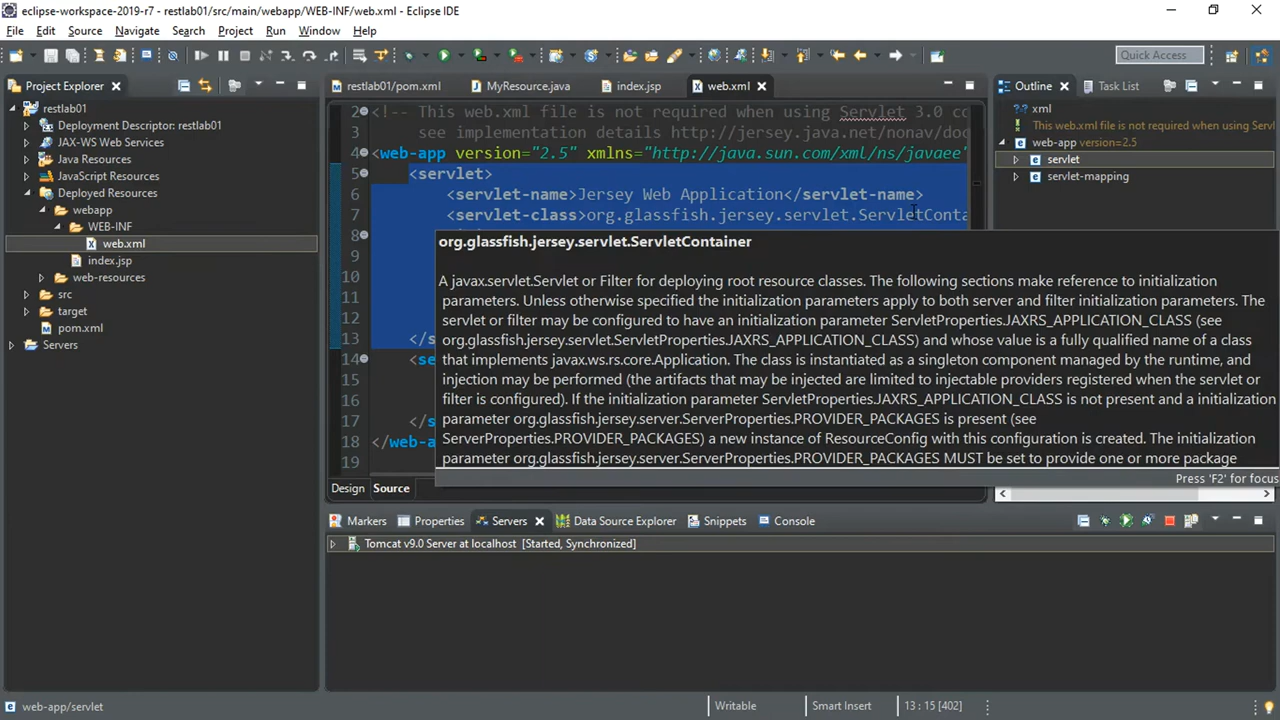 eclipse-workspace-2019-r7 - restlab01/src/main/webapp/WEB-INF/web.xml - Eclipse IDE
File Edit Source Navigate Search Project Run Window Help
Quick Access
Project Explorer
restlab01/pom.xml
MyResource.java
index.jsp
web.xml
Outline
Task List
restlab01
Deployment Descriptor: restlab01
JAX-WS Web Services
Java Resources
JavaScript Resources
Deployed Resources
webapp
WEB-INF
web.xml
index.jsp
web-resources
src
target
pom.xml
Servers
2 <!-- This web.xml file is not required when using Servlet 3.0 co
3 see implementation details http://jersey.java.net/nonav/doc
4 <web-app version="2.5" xmlns="http://java.sun.com/xml/ns/javaee"
5 <servlet>
6 <servlet-name>Jersey Web Application</servlet-name>
7 <servlet-class>org.glassfish.jersey.servlet.ServletConta
8
9
10
11
12
13 </s
14 <se
15
16
17 </s
18 </web-a
19
org.glassfish.jersey.servlet.ServletContainer
A javax.servlet.Servlet or Filter for deploying root resource classes. The following sections make reference to initialization
parameters. Unless otherwise specified the initialization parameters apply to both server and filter initialization parameters. The
servlet or filter may be configured to have an initialization parameter ServletProperties.JAXRS_APPLICATION_CLASS (see
org.glassfish.jersey.servlet.ServletProperties.JAXRS_APPLICATION_CLASS) and whose value is a fully qualified name of a class
that implements javax.ws.rs.core.Application. The class is instantiated as a singleton component managed by the runtime, and
injection may be performed (the artifacts that may be injected are limited to injectable providers registered when the servlet or
filter is configured). If the initialization parameter ServletProperties.JAXRS_APPLICATION_CLASS is not present and a initialization
parameter org.glassfish.jersey.server.ServerProperties.PROVIDER_PACKAGES is present (see
ServerProperties.PROVIDER_PACKAGES) a new instance of ResourceConfig with this configuration is created. The initialization
parameter org.glassfish.jersey.server.ServerProperties.PROVIDER_PACKAGES MUST be set to provide one or more package
Press 'F2' for focus
xml
This web.xml file is not required when using Servl
web-app version=2.5
servlet
servlet-mapping
Design
Source
Markers
Properties
Servers
Data Source Explorer
Snippets
Console
Tomcat v9.0 Server at localhost [Started, Synchronized]
web-app/servlet
Writable
Smart Insert
13 : 15 [402]